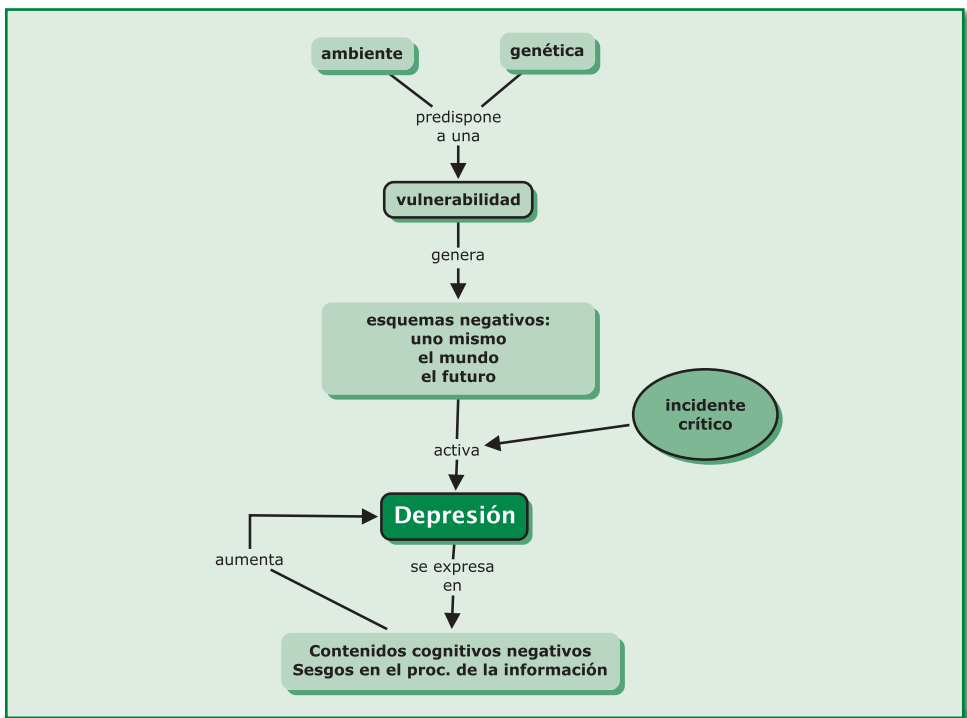 ambiente
genética
predispone
a una
vulnerabilidad
genera
esquemas negativos:
uno mismo
el mundo
el futuro
incidente
crítico
activa
Depresión
aumenta
se expresa
en
Contenidos cognitivos negativos
Sesgos en el proc. de la información